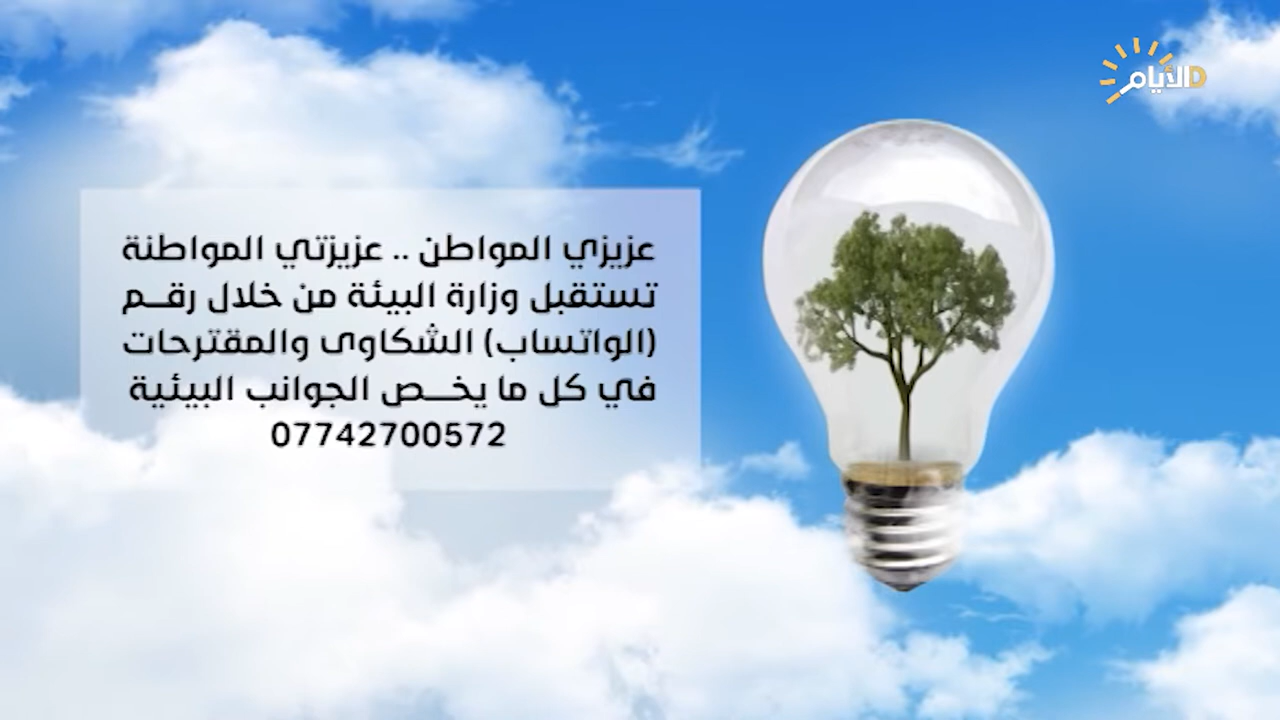 الأيام
عزيزي المواطن .. عزيزتي المواطنة
تستقبل وزارة البيئة من خلال رقـم
(الواتساب) الشكاوى والمقترحات
في كل ما يخـص الجوانب البيئية
07742700572